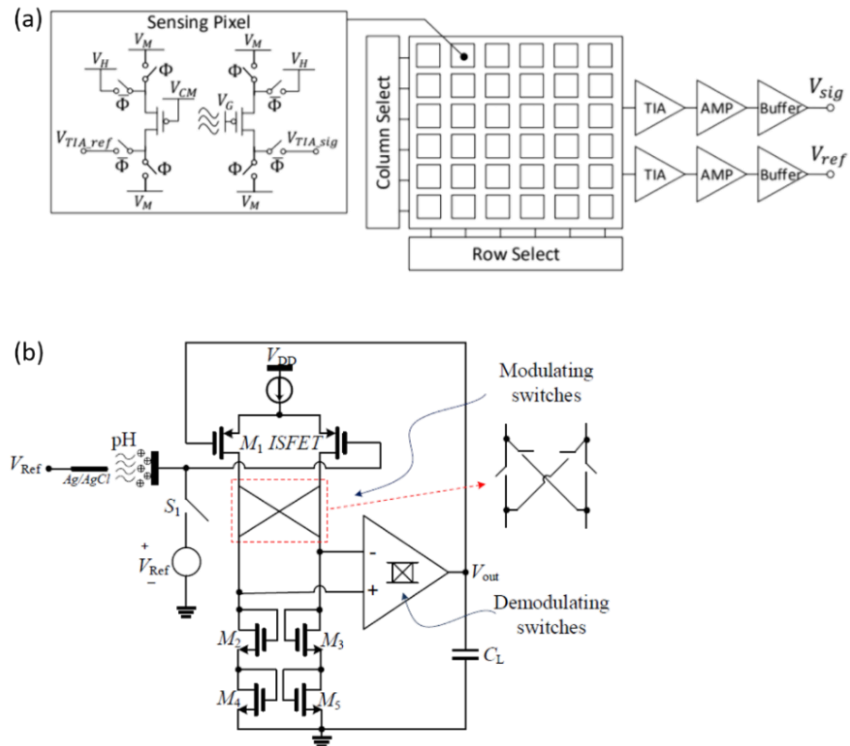 (a)
Sensing Pixel
V_M V_M
V_H Φ Φ V_H
Φ̅ V_CM V_G Φ̅
V_TIA_ref V_TIA_sig
Φ̅ Φ Φ Φ̅
V_M V_M
Column Select
Row Select
TIA AMP Buffer V_sig
TIA AMP Buffer V_ref
(b)
V_DD
Modulating
switches
pH
M_1 ISFET
V_Ref
Ag/AgCl
S_1
+
V_Ref
−
-
+
V_out
Demodulating
switches
M_2 M_3
C_L
M_4 M_5